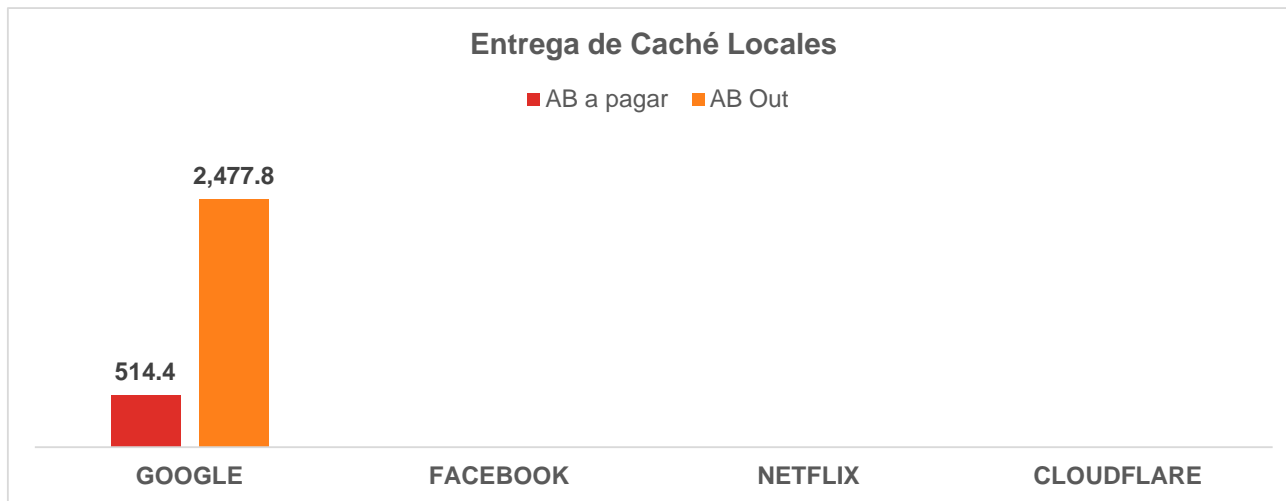 Entrega de Caché Locales
AB a pagar AB Out
2,477.8
514.4
GOOGLE FACEBOOK NETFLIX CLOUDFLARE